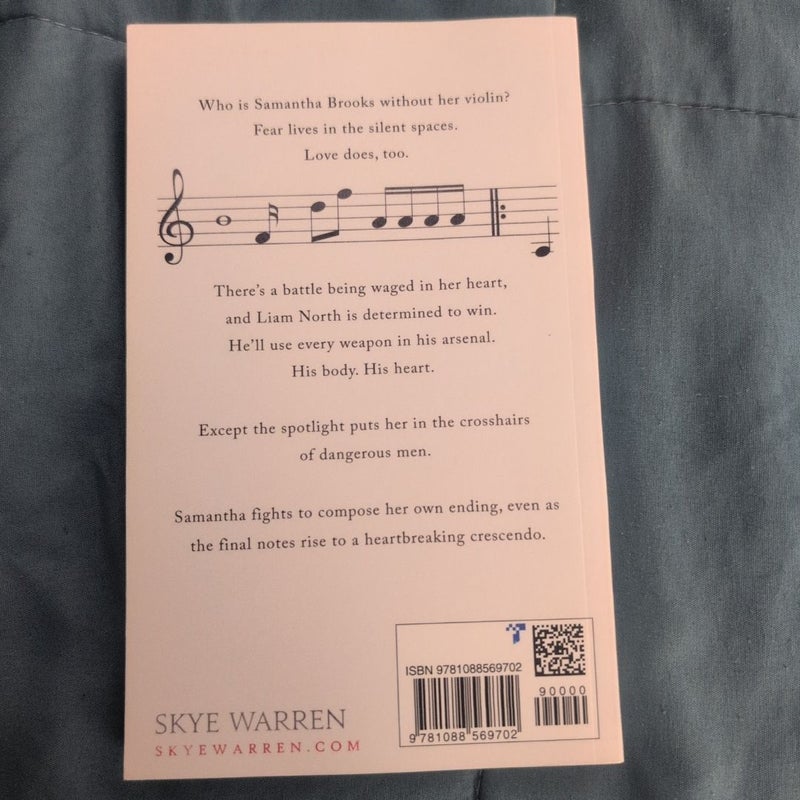 Who is Samantha Brooks without her violin?
Fear lives in the silent spaces.
Love does, too.
There's a battle being waged in her heart,
and Liam North is determined to win.
He'll use every weapon in his arsenal.
His body. His heart.
Except the spotlight puts her in the crosshairs
of dangerous men.
Samantha fights to compose her own ending, even as
the final notes rise to a heartbreaking crescendo.
ISBN 9781088569702
90000
9 781088 569702
SKYE WARREN
SKYEWARREN.COM